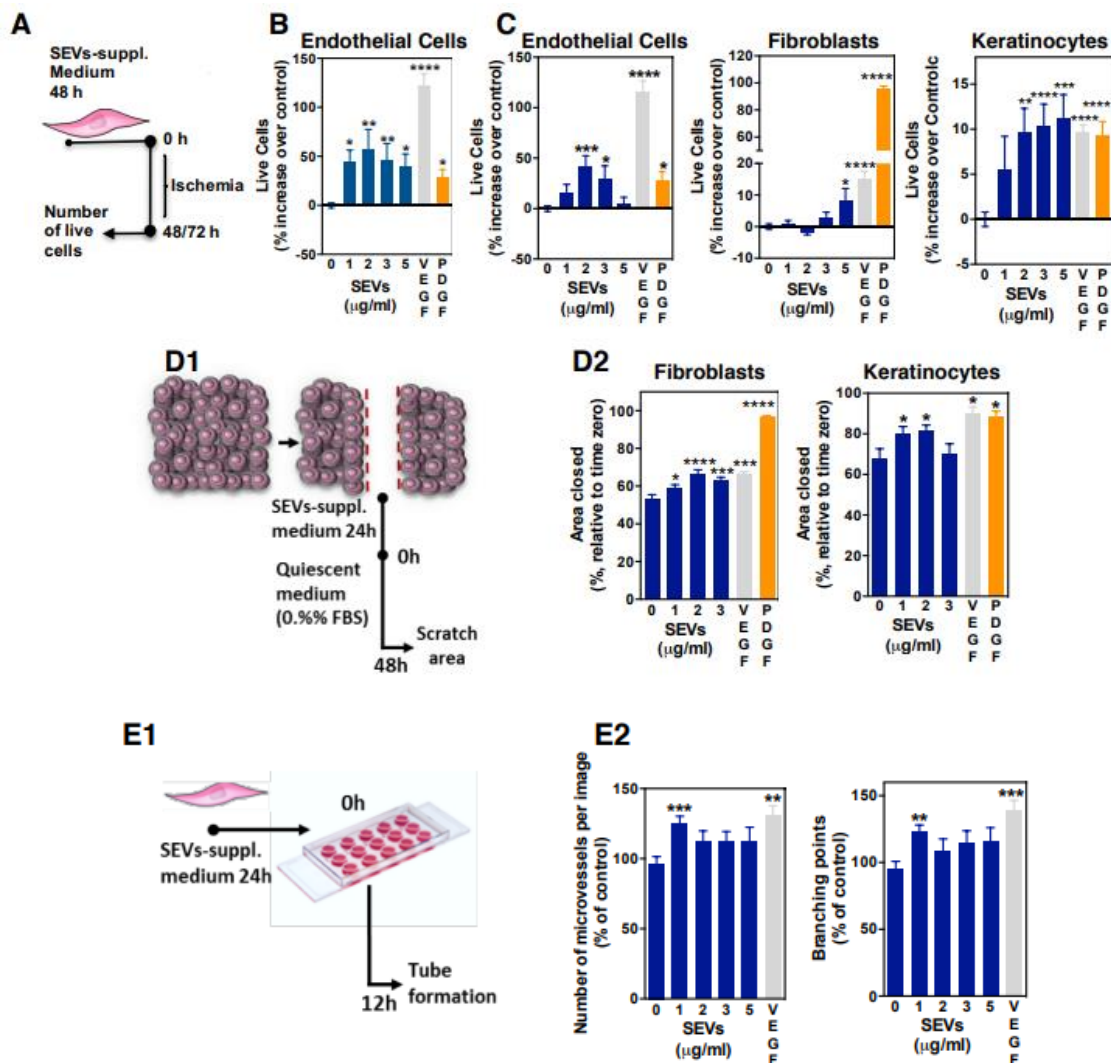 A
SEVs-suppl.
Medium
48 h
0 h
Ischemia
Number
of live
cells
48/72 h
B
Endothelial Cells
Live Cells
(% increase over control)
150
100
50
0
-50
*
**
**
*
****
*
0 1 2 3 5 V E G F P D G F
SEVs
(μg/ml)
C
Endothelial Cells
Live Cells
(% increase over control)
150
100
50
0
-50
***
*
****
*
0 1 2 3 5 V E G F P D G F
SEVs
(μg/ml)
Fibroblasts
Live Cells
(% increase over control)
120
100
80
60
40
20
10
0
-10
*
****
****
0 1 2 3 5 V E G F P D G F
SEVs
(μg/ml)
Keratinocytes
Live Cells
(% increase over Controlc
15
10
5
0
-5
**
****
***
****
****
0 1 2 3 5 V E G F P D G F
SEVs
(μg/ml)
D1
SEVs-suppl.
medium 24h
0h
Quiescent
medium
(0.%% FBS)
Scratch
area
48h
D2
Fibroblasts
Area closed
(%, relative to time zero)
100
80
60
40
20
0
*
****
***
***
****
0 1 2 3 V E G F P D G F
SEVs
(μg/ml)
Keratinocytes
Area closed
(%, relative to time zero)
100
80
60
40
20
0
*
*
*
*
0 1 2 3 V E G F P D G F
SEVs
(μg/ml)
E1
0h
SEVs-suppl.
medium 24h
Tube
formation
12h
E2
Number of microvessels per image
(% of control)
150
100
50
0
***
**
0 1 2 3 5 V E G F
SEVs
(μg/ml)
Branching points
(% of control)
150
100
50
0
**
***
0 1 2 3 5 V E G F
SEVs
(μg/ml)